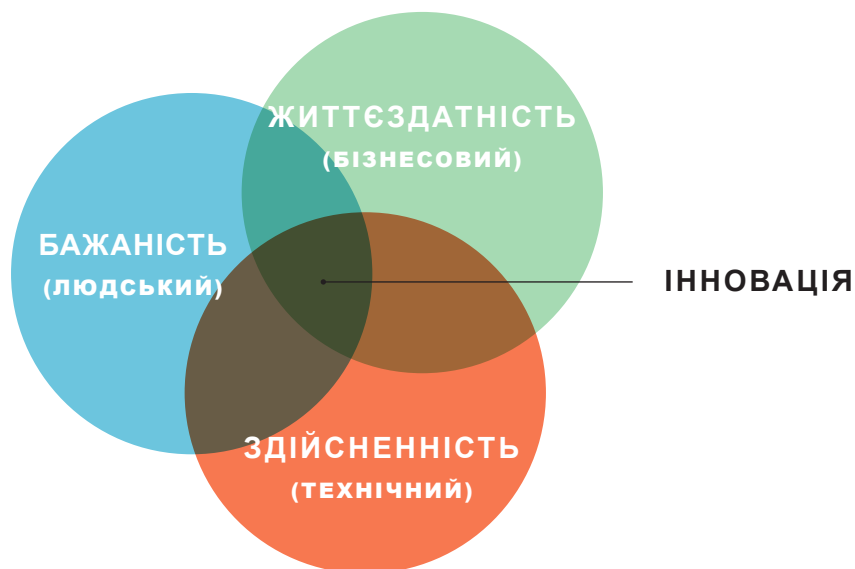 ЖИТТЄЗДАТНІСТЬ
(БІЗНЕСОВИЙ)
БАЖАНІСТЬ
(ЛЮДСЬКИЙ)
ІННОВАЦІЯ
ЗДІЙСНЕННІСТЬ
(ТЕХНІЧНИЙ)